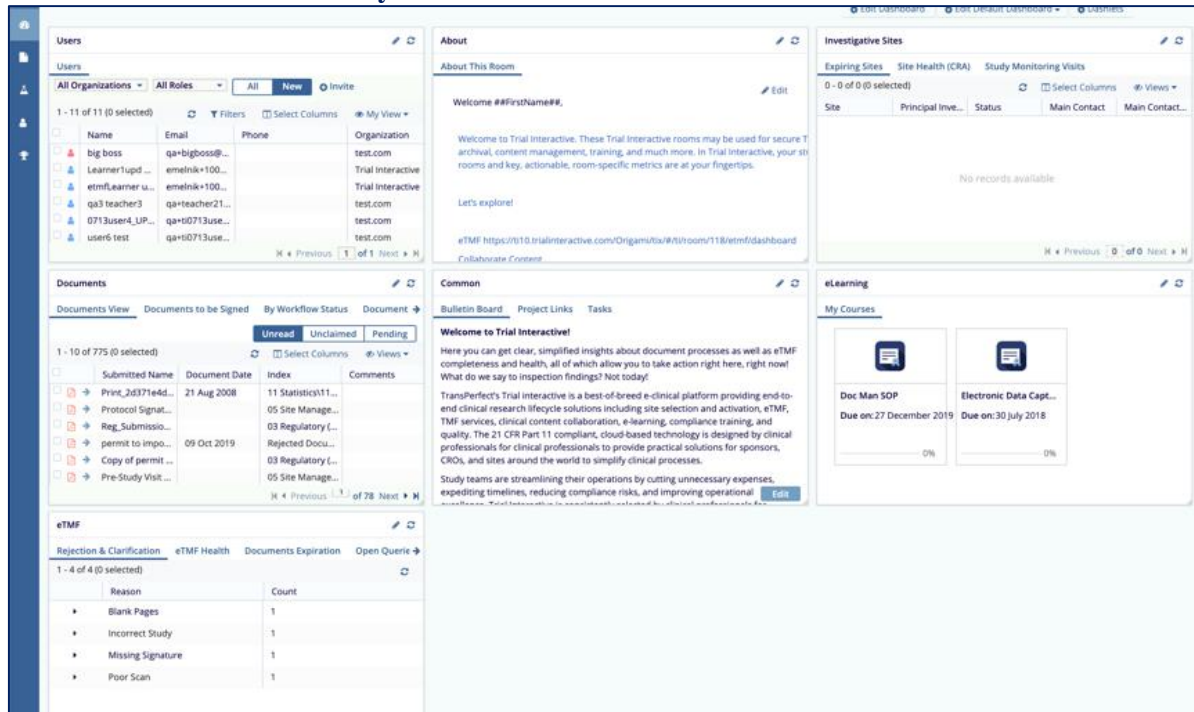 Edit Dashboard Edit Default Dashboard Dashlets
Users
Users
All Organizations All Roles All New Invite
1 - 11 of 11 (0 selected) Filters Select Columns My View
Name Email Phone Organization
big boss qa+bigboss@... test.com
Learner1upd ... emelnik+100... Trial Interactive
etmfLearner u... emelnik+100... Trial Interactive
qa3 teacher3 qa+teacher21... test.com
0713user4_UP... qa+ti0713use... test.com
user6 test qa+ti0713use... test.com
Previous 1 of 1 Next
About
About This Room
Edit
Welcome ##FirstName##,
Welcome to Trial Interactive. These Trial Interactive rooms may be used for secure T
archival, content management, training, and much more. In Trial Interactive, your
rooms and key, actionable, room-specific metrics are at your fingertips.
Let's explore!
eTMF https://ti10.trialinteractive.com/Origami/tix/#/ti/room/118/etmf/dashboard
Collaborate Content
Investigative Sites
Expiring Sites Site Health (CRA) Study Monitoring Visits
0 - 0 of 0 (0 selected) Select Columns Views
Site Principal Inve... Status Main Contact Main Contact...
No records available
Previous 0 of 0 Next
Documents
Documents View Documents to be Signed By Workflow Status Document
Unread Unclaimed Pending
1 - 10 of 775 (0 selected) Select Columns Views
Submitted Name Document Date Index Comments
Print_2d371e4d... 21 Aug 2008 11 Statistics\11...
Protocol Signat... 05 Site Manage...
Reg_Submissio... 03 Regulatory (...
permit to impo... 09 Oct 2019 Rejected Docu...
Copy of permit ... 03 Regulatory (...
Pre-Study Visit ... 05 Site Manage...
Previous 1 of 78 Next
Common
Bulletin Board Project Links Tasks
Welcome to Trial Interactive!
Here you can get clear, simplified insights about document processes as well as eTMF
completeness and health, all of which allow you to take action right here, right now!
What do we say to inspection findings? Not today!
TransPerfect's Trial Interactive is a best-of-breed e-clinical platform providing end-to-
end clinical research lifecycle solutions including site selection and activation, eTMF,
TMF services, clinical content collaboration, e-learning, compliance training, and
quality. The 21 CFR Part 11 compliant, cloud-based technology is designed by clinical
professionals for clinical professionals to provide practical solutions for sponsors,
CROs, and sites around the world to simplify clinical processes.
Study teams are streamlining their operations by cutting unnecessary expenses,
expediting timelines, reducing compliance risks, and improving operational
Edit
eLearning
My Courses
Doc Man SOP
Due on:27 December 2019
0%
Electronic Data Capt...
Due on:30 July 2018
0%
eTMF
Rejection & Clarification eTMF Health Documents Expiration Open Querie
1 - 4 of 4 (0 selected)
Reason Count
Blank Pages 1
Incorrect Study 1
Missing Signature 1
Poor Scan 1